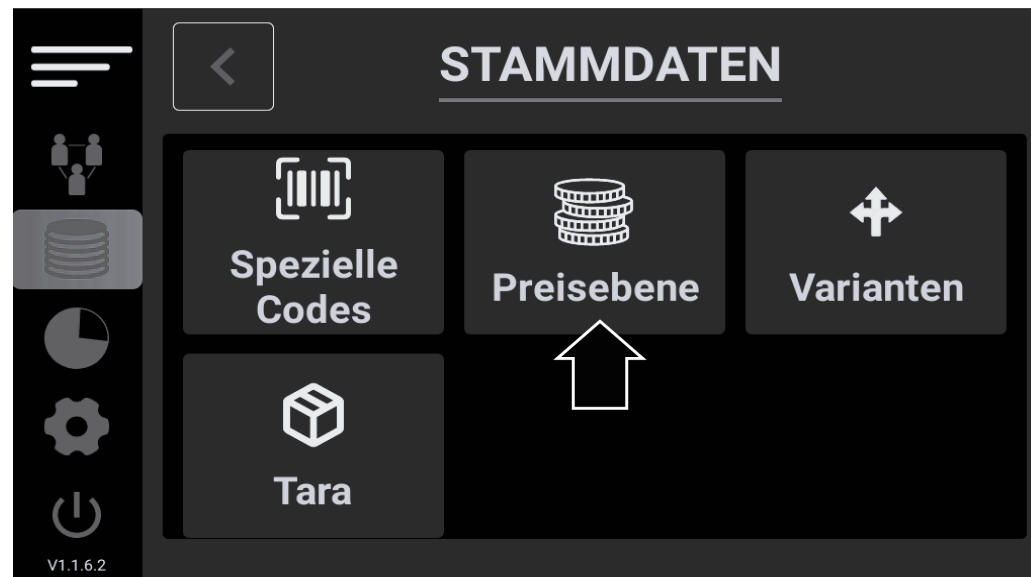 STAMMDATEN
Spezielle
Codes
Preisebene
Varianten
Tara
V1.1.6.2